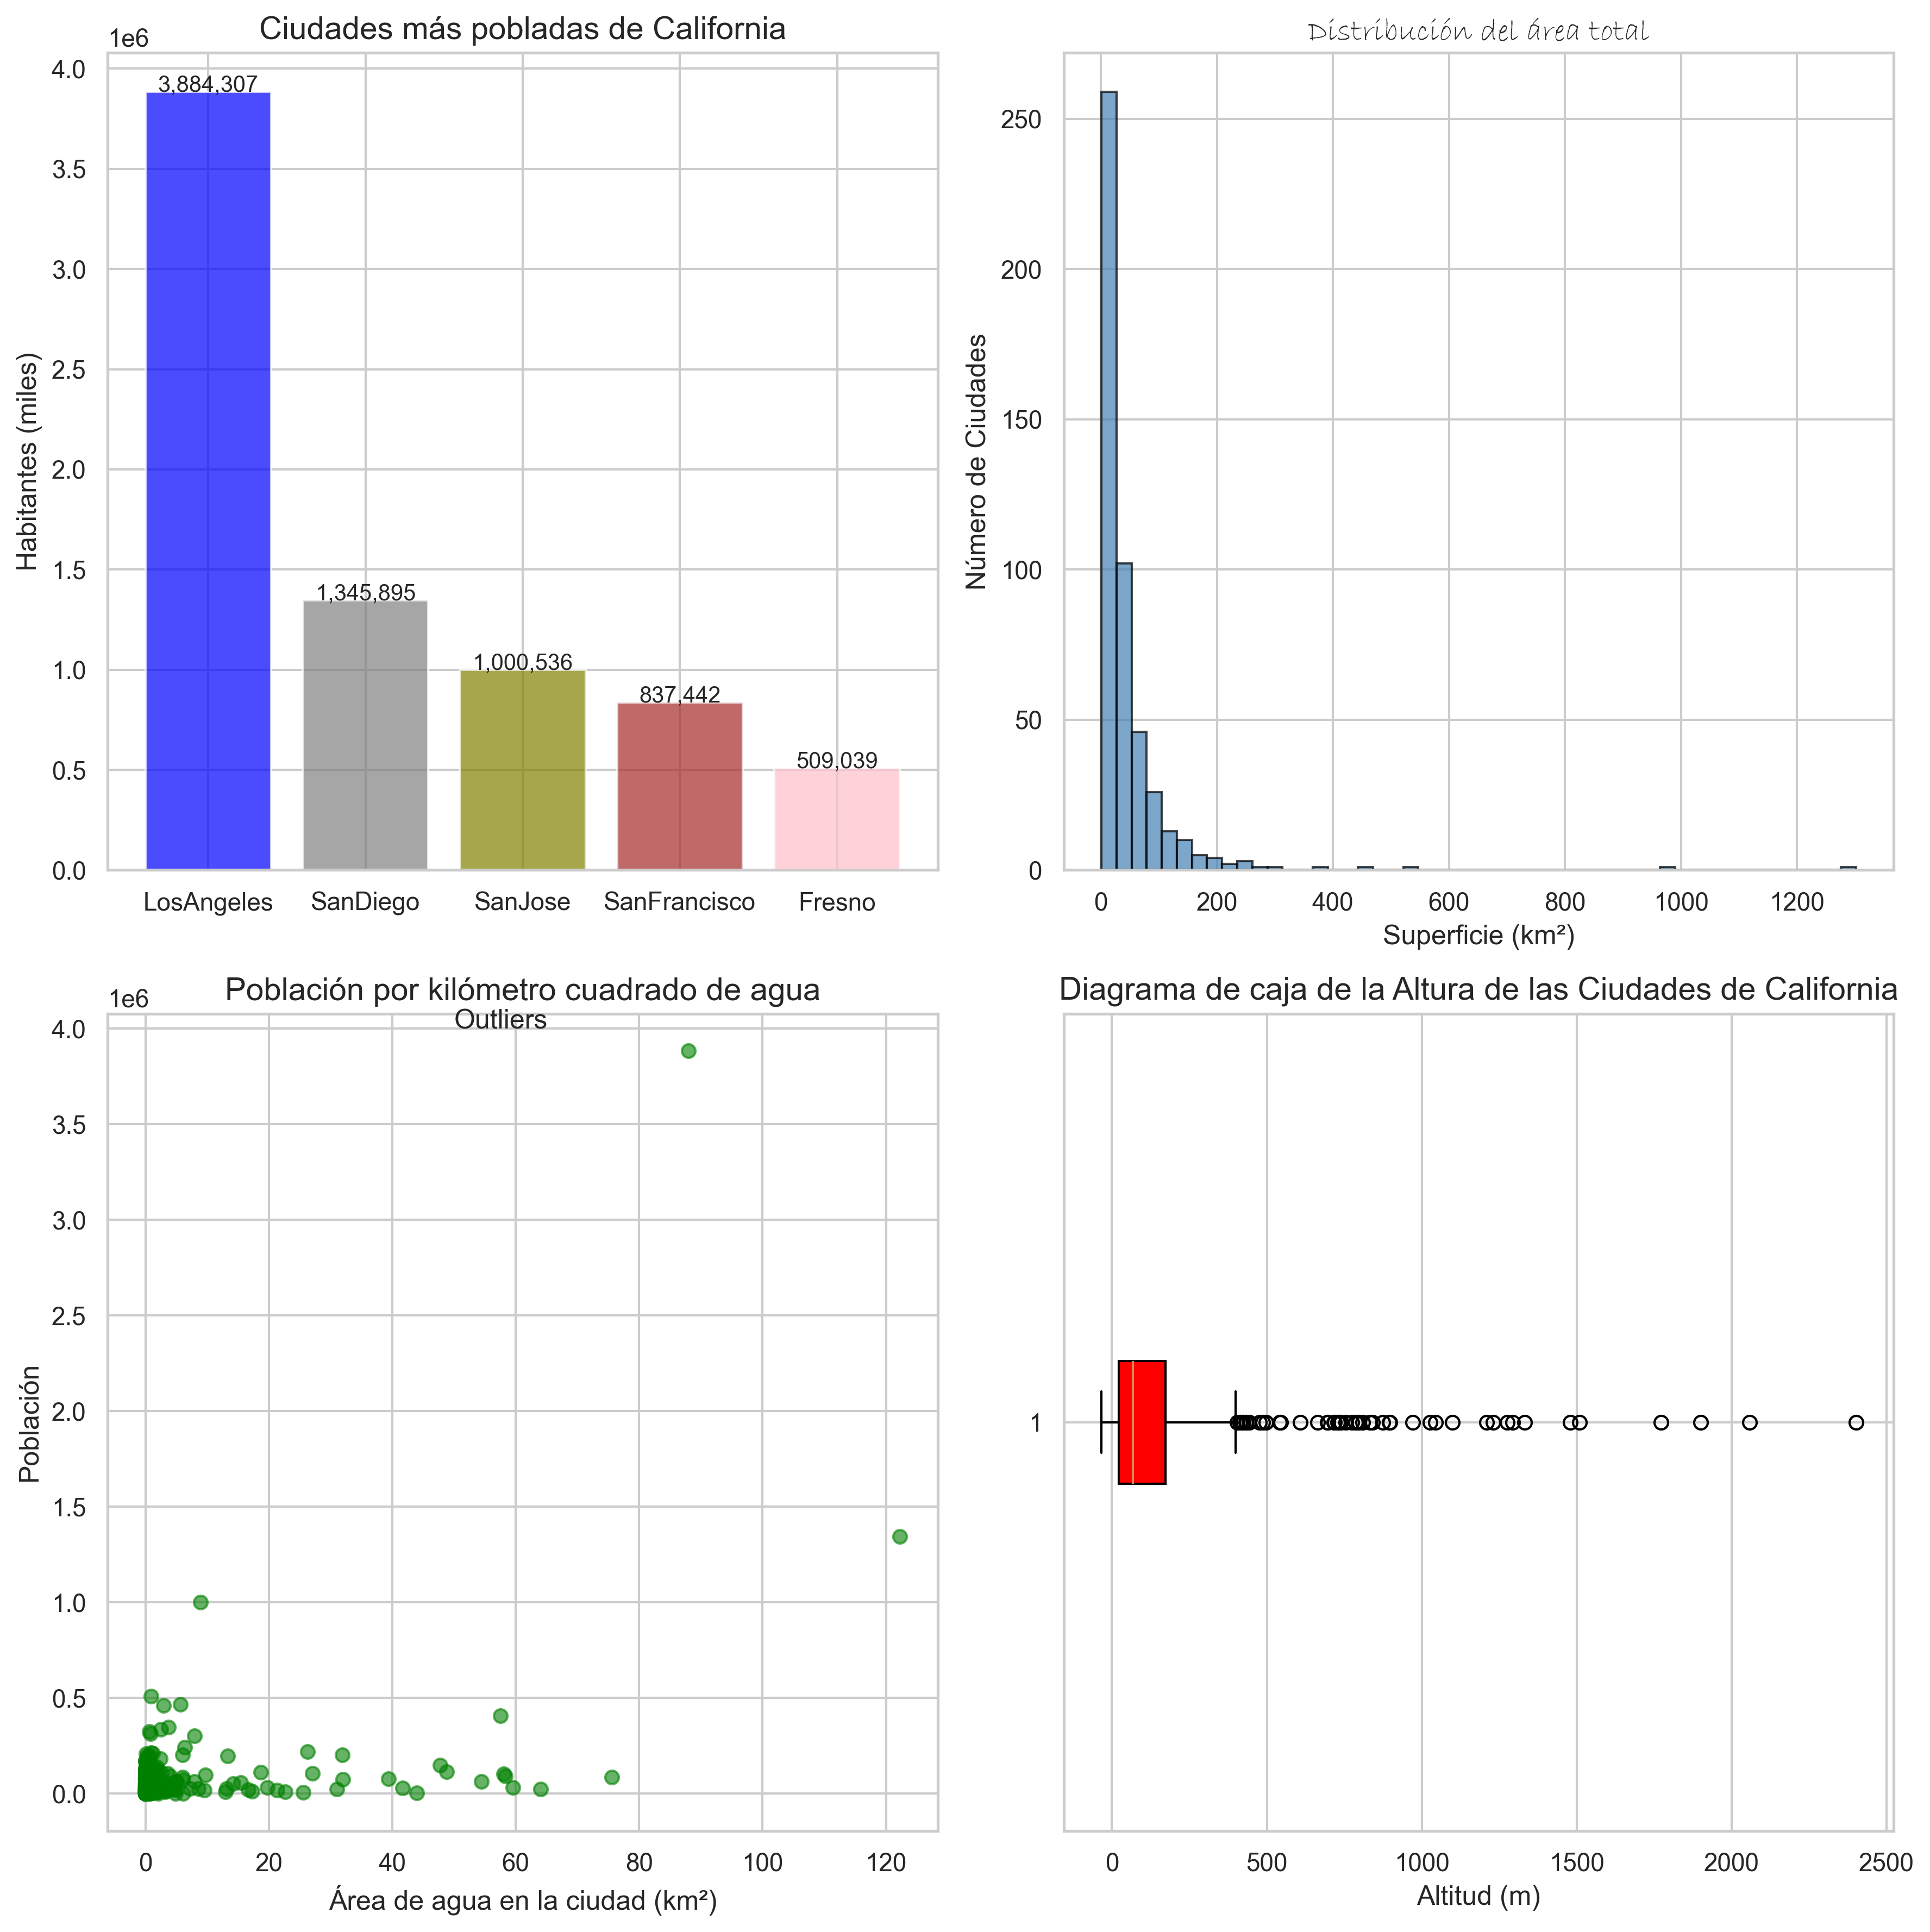 Ciudades más pobladas de California
1e6
4.0
3.5
3.0
2.5
2.0
1.5
1.0
0.5
0.0
Habitantes (miles)
3,884,307
1,345,895
1,000,536
837,442
509,039
LosAngeles SanDiego SanJose SanFrancisco Fresno
Distribución del área total
250
200
150
100
50
0
Número de Ciudades
0 200 400 600 800 1000 1200
Superficie (km²)
Población por kilómetro cuadrado de agua
1e6
Outliers
4.0
3.5
3.0
2.5
2.0
1.5
1.0
0.5
0.0
Población
0 20 40 60 80 100 120
Área de agua en la ciudad (km²)
Diagrama de caja de la Altura de las Ciudades de California
1
0 500 1000 1500 2000 2500
Altitud (m)